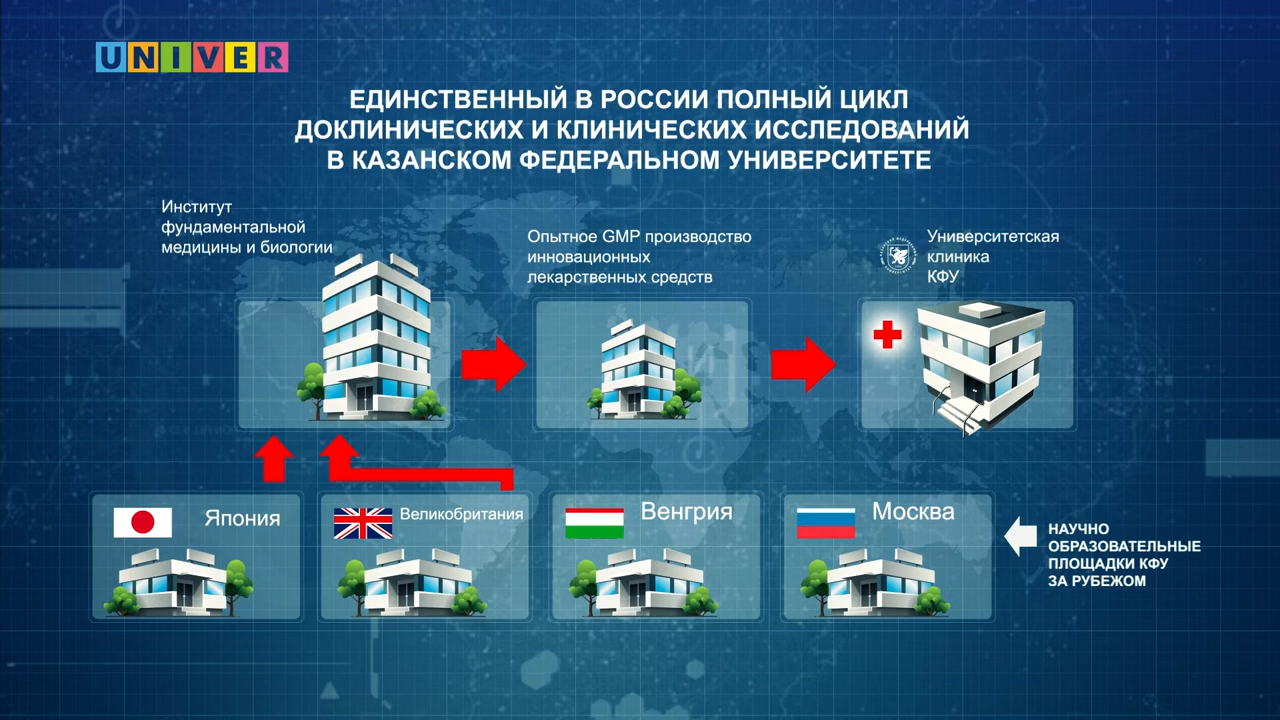 UNIVER
ЕДИНСТВЕННЫЙ В РОССИИ ПОЛНЫЙ ЦИКЛ
ДОКЛИНИЧЕСКИХ И КЛИНИЧЕСКИХ ИССЛЕДОВАНИЙ
В КАЗАНСКОМ ФЕДЕРАЛЬНОМ УНИВЕРСИТЕТЕ
Институт
фундаментальной
медицины и биологии
Опытное GMP производство
инновационных
лекарственных средств
Университетская
клиника
КФУ
Япония
Великобритания
Венгрия
Москва
НАУЧНО
ОБРАЗОВАТЕЛЬНЫЕ
ПЛОЩАДКИ КФУ
ЗА РУБЕЖОМ